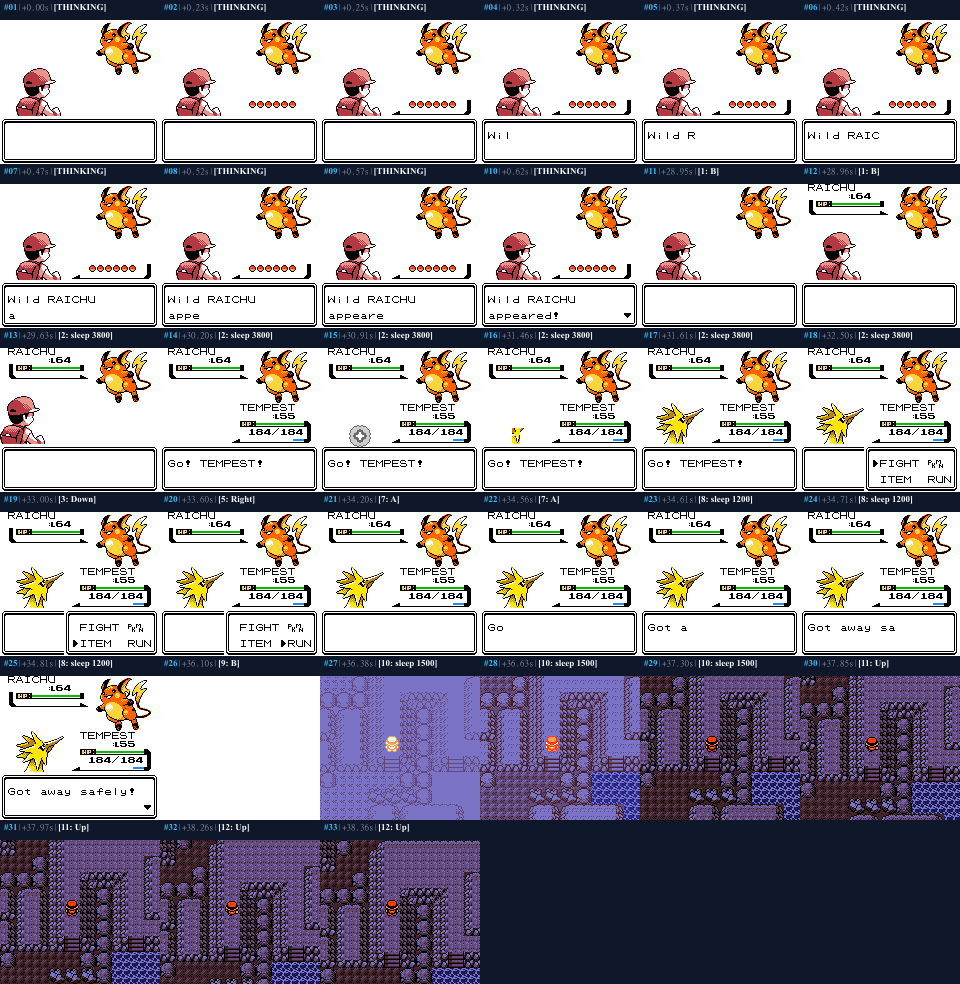 #01|+0.00s|[THINKING]
#02|+0.23s|[THINKING]
#03|+0.25s|[THINKING]
#04|+0.32s|[THINKING]
#05|+0.37s|[THINKING]
#06|+0.42s|[THINKING]
Wil
Wild R
Wild RAIC
#07|+0.47s|[THINKING]
#08|+0.52s|[THINKING]
#09|+0.57s|[THINKING]
#10|+0.62s|[THINKING]
#11|+28.95s|[1: B]
#12|+28.96s|[1: B]
RAICHU
:L64
HP:
Wild RAICHU
a
Wild RAICHU
appe
Wild RAICHU
appeare
Wild RAICHU
appeared!
#13|+29.63s|[2: sleep 3800]
#14|+30.20s|[2: sleep 3800]
#15|+30.91s|[2: sleep 3800]
#16|+31.46s|[2: sleep 3800]
#17|+31.61s|[2: sleep 3800]
#18|+32.50s|[2: sleep 3800]
RAICHU
:L64
HP:
RAICHU
:L64
HP:
TEMPEST
:L55
HP:
184/184
Go! TEMPEST!
RAICHU
:L64
HP:
TEMPEST
:L55
HP:
184/184
Go! TEMPEST!
RAICHU
:L64
HP:
TEMPEST
:L55
HP:
184/184
Go! TEMPEST!
RAICHU
:L64
HP:
TEMPEST
:L55
HP:
184/184
Go! TEMPEST!
RAICHU
:L64
HP:
TEMPEST
:L55
HP:
184/184
▶FIGHT PKMN
ITEM RUN
#19|+33.00s|[3: Down]
#20|+33.60s|[5: Right]
#21|+34.20s|[7: A]
#22|+34.56s|[7: A]
#23|+34.61s|[8: sleep 1200]
#24|+34.71s|[8: sleep 1200]
RAICHU
:L64
HP:
TEMPEST
:L55
HP:
184/184
FIGHT PKMN
▶ITEM RUN
RAICHU
:L64
HP:
TEMPEST
:L55
HP:
184/184
FIGHT PKMN
ITEM ▶RUN
RAICHU
:L64
HP:
TEMPEST
:L55
HP:
184/184
RAICHU
:L64
HP:
TEMPEST
:L55
HP:
184/184
Go
RAICHU
:L64
HP:
TEMPEST
:L55
HP:
184/184
Got a
RAICHU
:L64
HP:
TEMPEST
:L55
HP:
184/184
Got away sa
#25|+34.81s|[8: sleep 1200]
#26|+36.10s|[9: B]
#27|+36.38s|[10: sleep 1500]
#28|+36.63s|[10: sleep 1500]
#29|+37.30s|[10: sleep 1500]
#30|+37.85s|[11: Up]
RAICHU
:L64
HP:
TEMPEST
:L55
HP:
184/184
Got away safely!
#31|+37.97s|[11: Up]
#32|+38.26s|[12: Up]
#33|+38.36s|[12: Up]